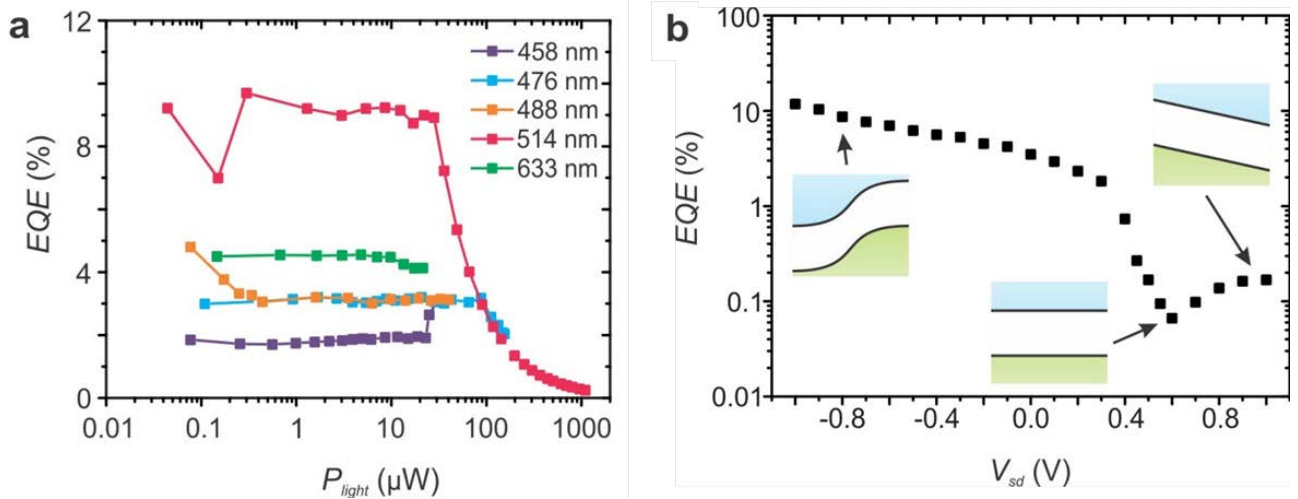 a
EQE (%)
12
8
4
0
0.01
0.1
1
10
100
1000
P_light (μW)
458 nm
476 nm
488 nm
514 nm
633 nm
b
EQE (%)
100
10
1
0.1
0.01
-0.8
-0.4
0.0
0.4
0.8
V_sd (V)